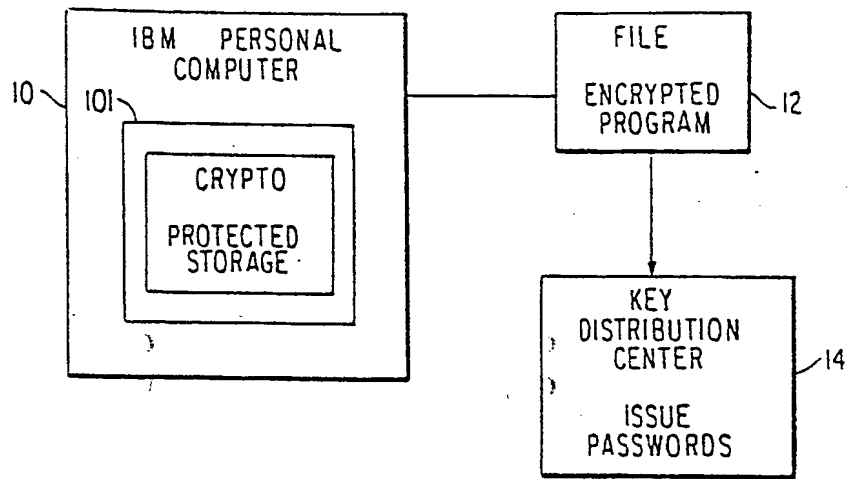 IBM PERSONAL
COMPUTER
10
101
CRYPTO
PROTECTED
STORAGE
FILE
ENCRYPTED
PROGRAM
12
KEY
DISTRIBUTION
CENTER
ISSUE
PASSWORDS
14